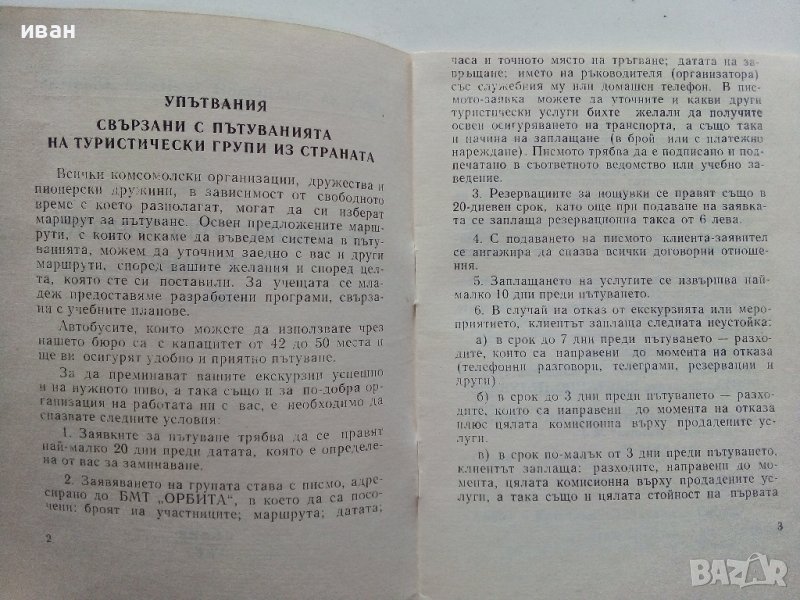 иван
УПЪТВАНИЯ
СВЪРЗАНИ С ПЪТУВАНИЯТА
НА ТУРИСТИЧЕСКИ ГРУПИ ИЗ СТРАНАТА
Всички комсомолски организации, дружества и
пионерски дружини, в зависимост от свободното
време с което разполагат, могат да си изберат
маршрут за пътуване. Освен предложените марш-
рути, с които искаме да въведем система в пъту-
ванията, можем да уточним заедно с вас и други
маршрути, според вашите желания и според цел-
та, която сте си поставили. За учещата се мла-
деж предоставяме разработени програми, свърза-
ни с учебните планове.
Автобусите, които можете да използвате чрез
нашето бюро са с капацитет от 42 до 50 места и
ще ви осигурят удобно и приятно пътуване.
За да преминават вашите екскурзии успешно
и на нужното ниво, а така също и за по-добра ор-
ганизация на работата ни с вас, е необходимо да
спазвате следните условия:
1. Заявките за пътуване трябва да се правят
най-малко 20 дни преди датата, която е определе-
на от вас за заминаване.
2. Заявяването на групата става с писмо, адре-
сирано до БМТ „ОРБИТА“, в което да са посо-
чени: броят на участниците; маршрута; датата;
2
часа и точното място на тръгване; датата на за-
връщане; името на ръководителя (организатора)
със служебния му или домашен телефон. В пис-
мото-заявка можете да уточните и какви други
туристически услуги бихте желали да получите
освен осигуряването на транспорта, а също така
и начина на заплащане (в брой или с платежно
нареждане). Писмото трябва да е подписано и под-
печатано в съответното ведомство или учебно за-
ведение.
3. Резервациите за нощувки се правят също в
20-дневен срок, като още при подаване на заявка-
та се заплаща резервационна такса от 6 лева.
4. С подаването на писмото клиента-заявител
се ангажира да спазва всички договорни отноше-
ния.
5. Заплащането на услугите се извършва най-
малко 10 дни преди пътуването.
6. В случай на отказ от екскурзията или меро-
приятието, клиентът заплаща следната неустойка:
а) в срок до 7 дни преди пътуването — разхо-
дите, които са направени до момента на отказа
(телефонни разговори, телеграми, резервации и
други).
б) в срок до 3 дни преди пътуването — разхо-
дите, които са направени до момента на отказа
плюс цялата комисионна върху продадените ус-
луги.
в) в срок по-малък от 3 дни преди пътуването,
клиентът заплаща: разходите, направени до мо-
мента, цялата комисионна върху продадените ус-
луги, а така също и цялата стойност на първата
3
BAZAR
bazar.bg